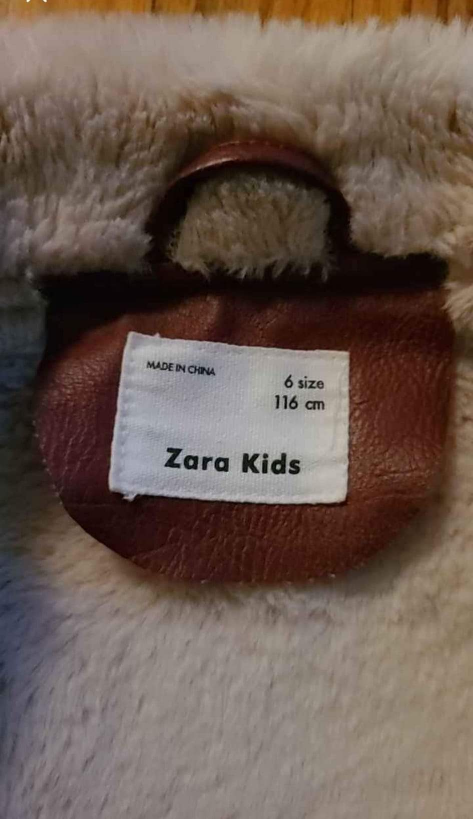 MADE IN CHINA
6 size
116 cm
Zara Kids